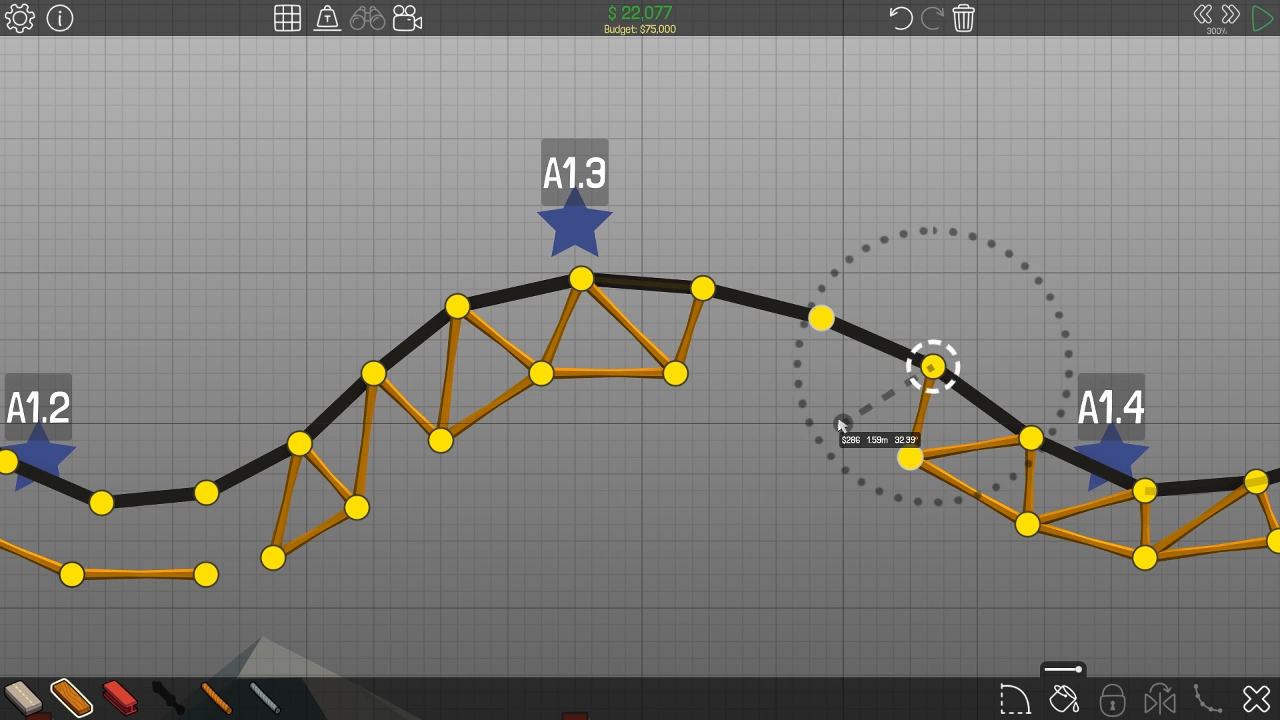 $ 22,077
Budget: $75,000
300%
A1.3
A1.2
A1.4
$286 1.59m 32.39°